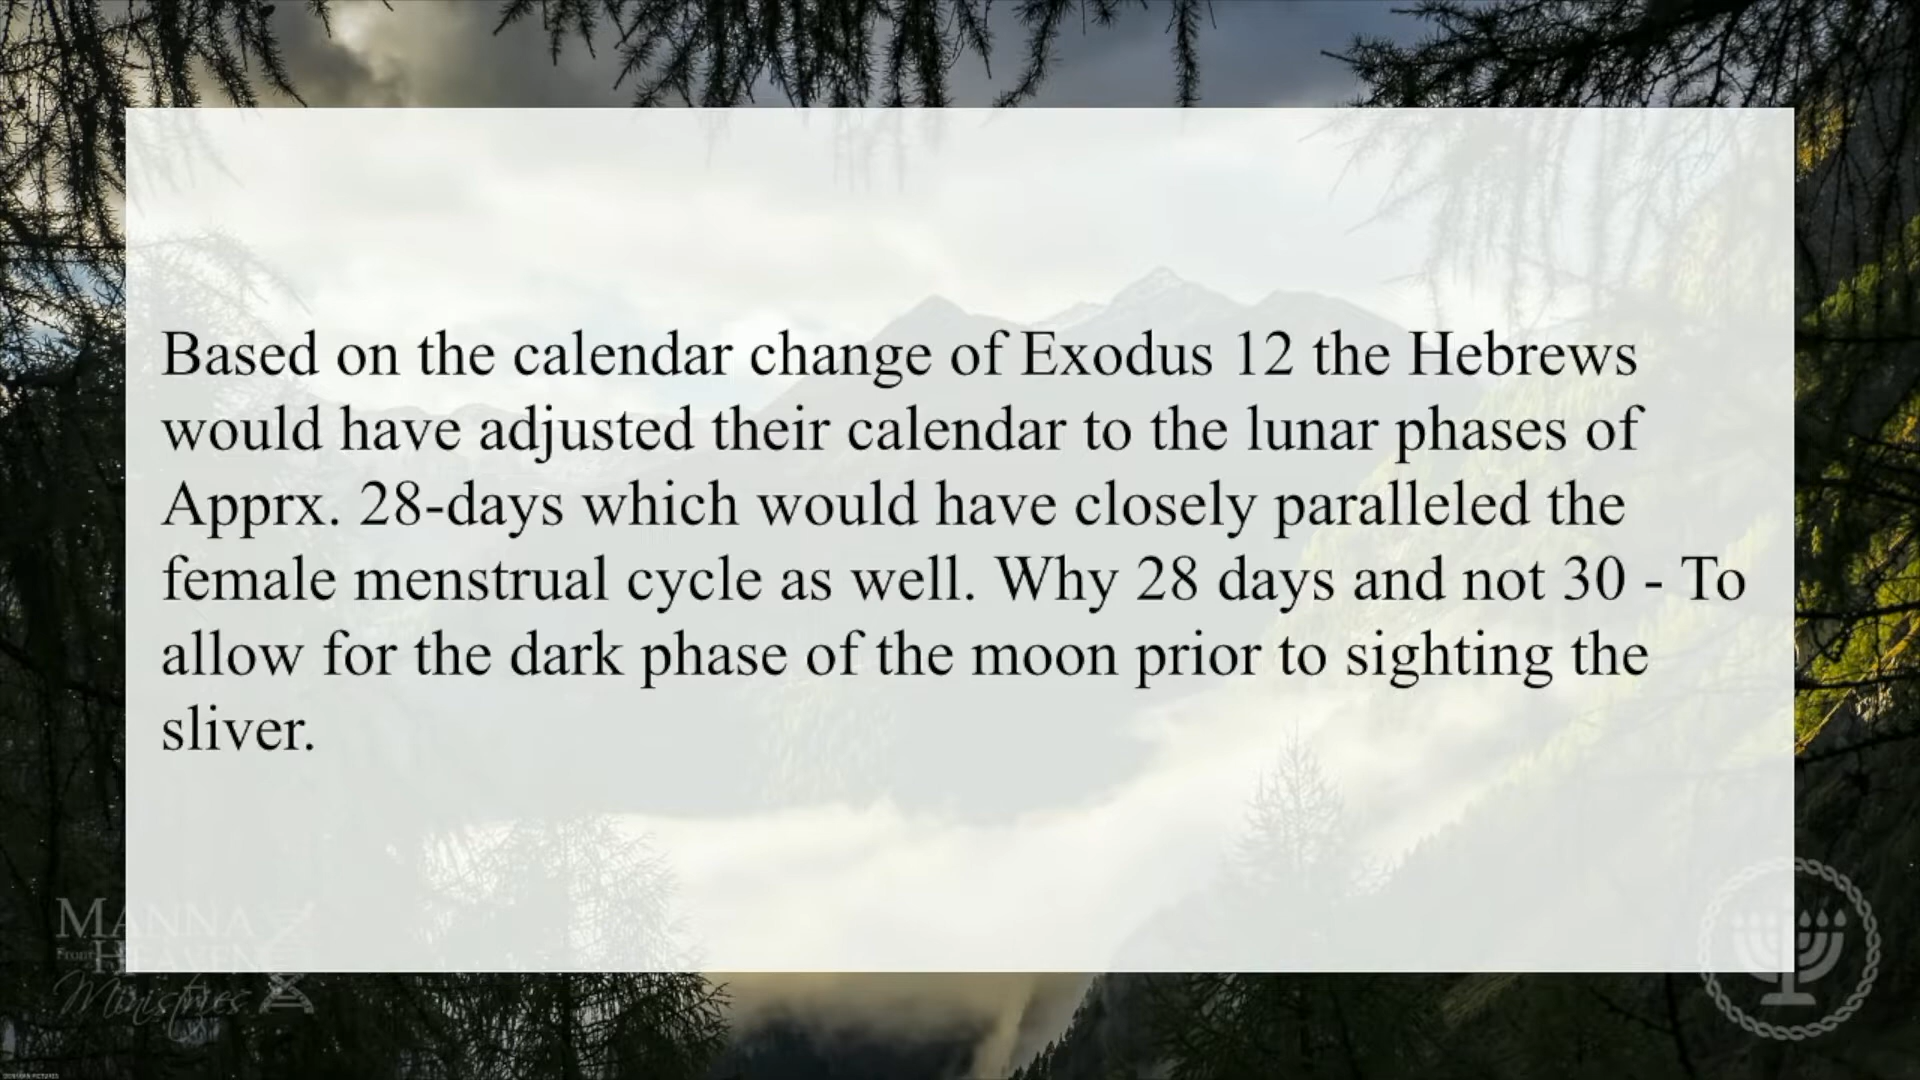 Based on the calendar change of Exodus 12 the Hebrews
would have adjusted their calendar to the lunar phases of
Apprx. 28-days which would have closely paralleled the
female menstrual cycle as well. Why 28 days and not 30 - To
allow for the dark phase of the moon prior to sighting the
sliver.
MANNA
From HEAVEN
Ministries